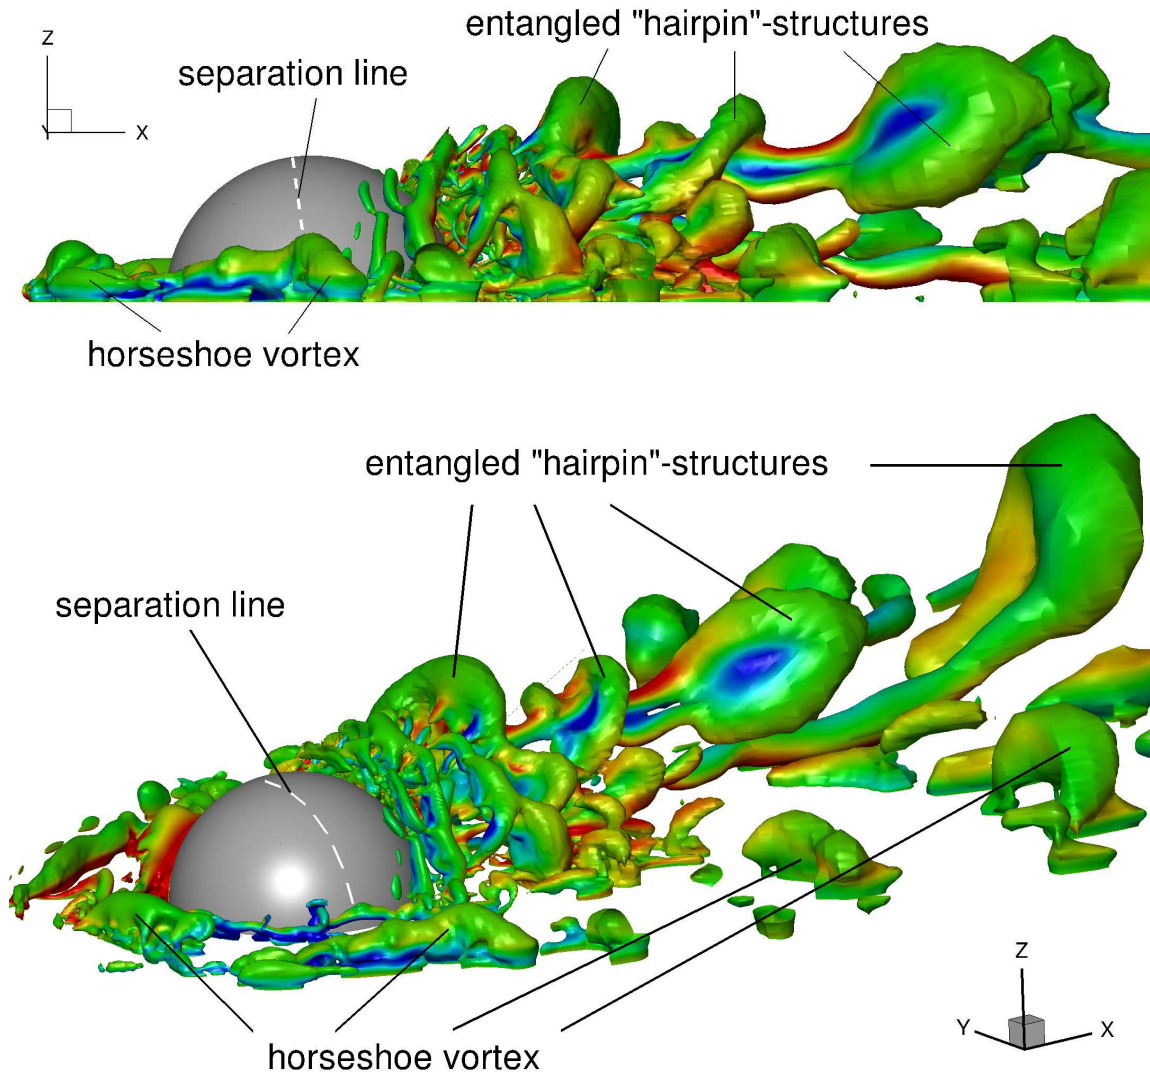 entangled "hairpin"-structures
Z
separation line
Y
X
horseshoe vortex
entangled "hairpin"-structures
separation line
Z
Y
X
horseshoe vortex